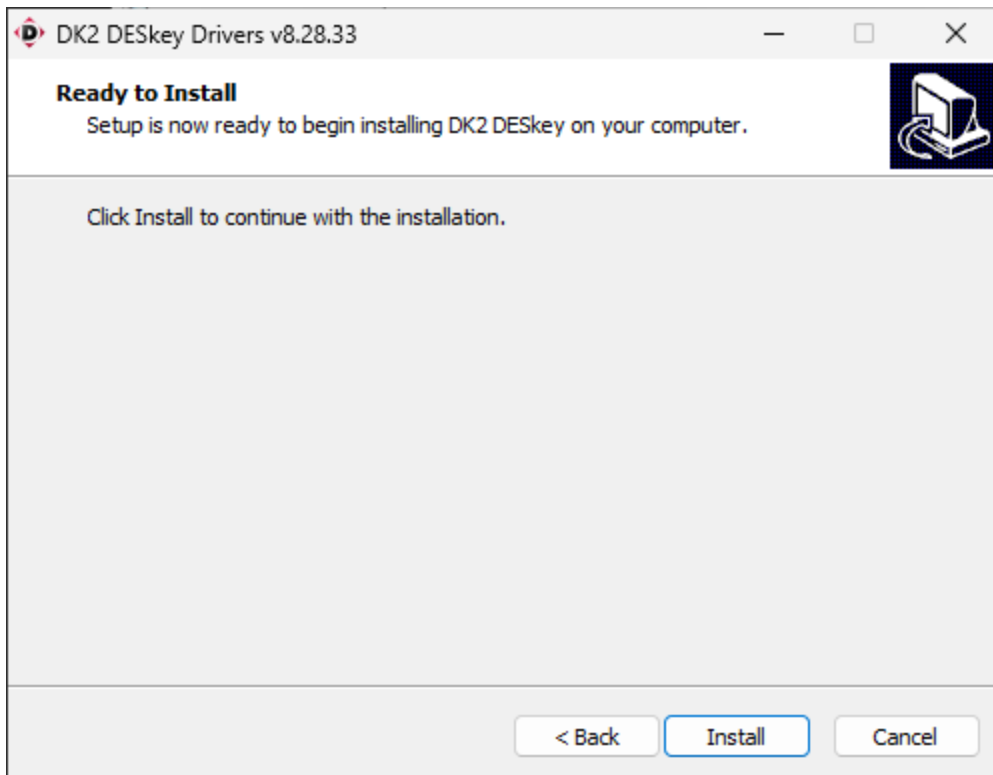 DK2 DESkey Drivers v8.28.33
Ready to Install
Setup is now ready to begin installing DK2 DESkey on your computer.
Click Install to continue with the installation.
< Back
Install
Cancel